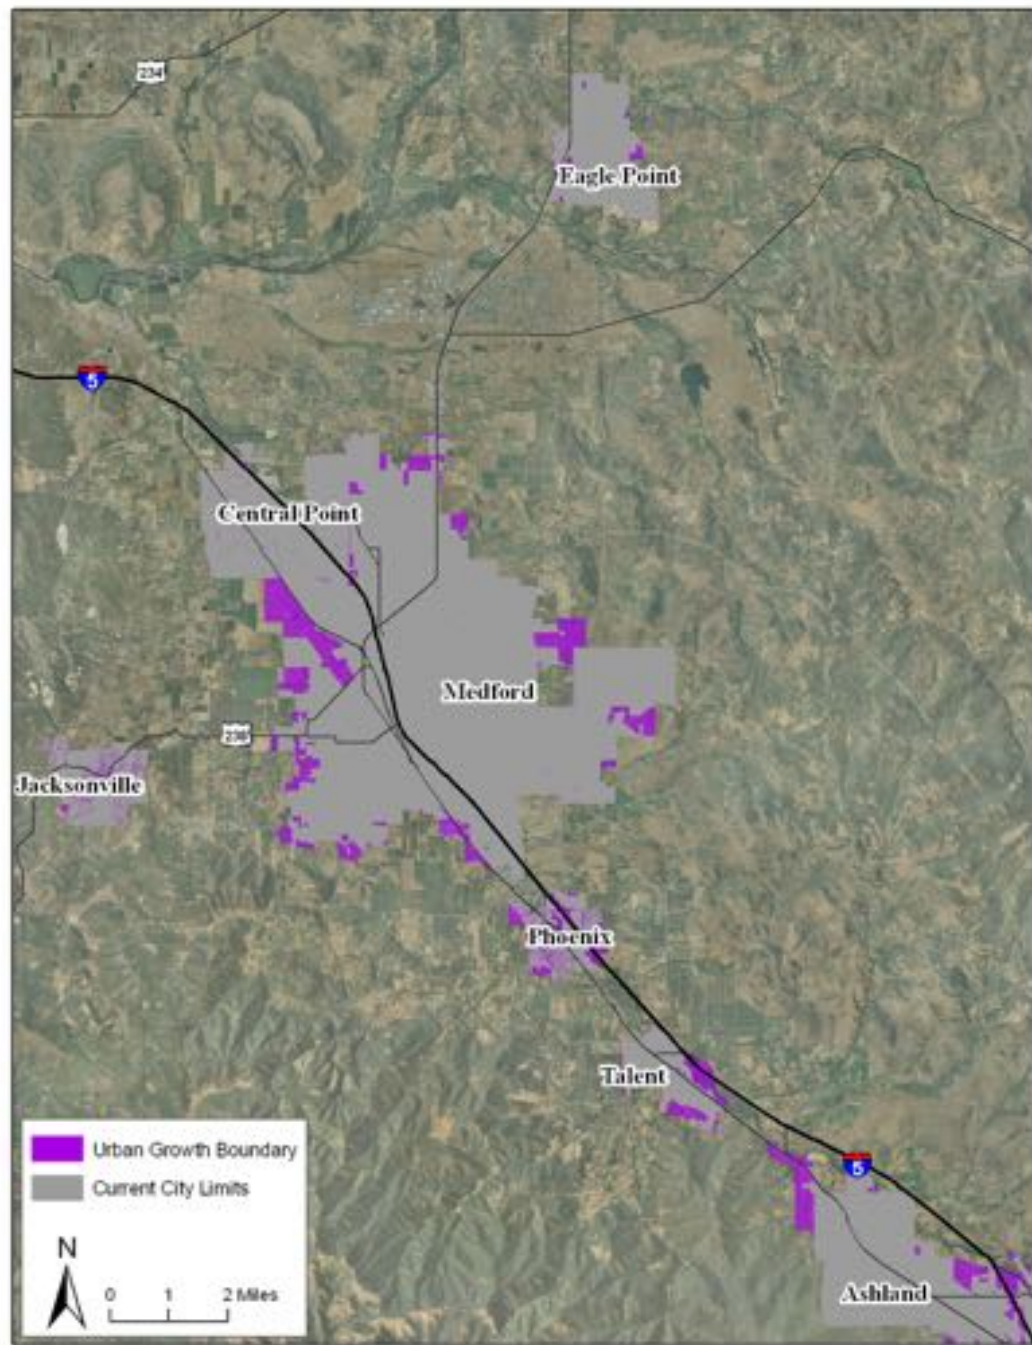 234
Eagle Point
5
Central Point
Medford
238
Jacksonville
Phoenix
Talent
5
Ashland
Urban Growth Boundary
Current City Limits
N
0 1 2 Miles